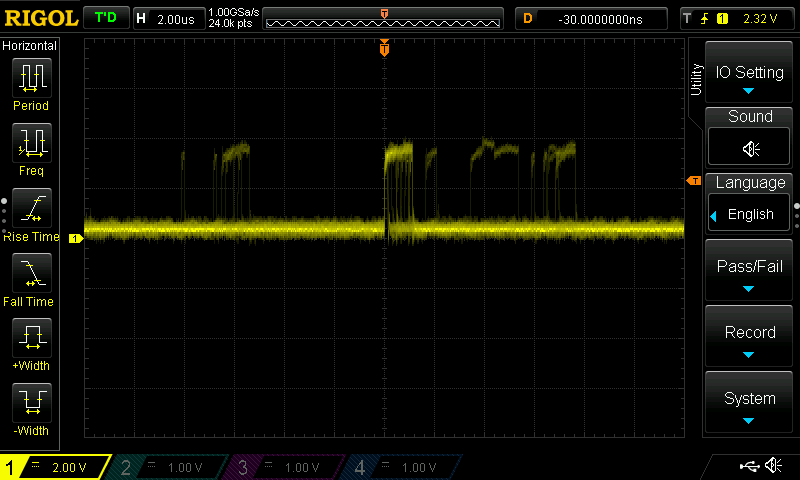 RIGOL T'D H 2.00us 1.00GSa/s 24.0k pts T D -30.0000000ns T 1 2.32 V
Horizontal
T
Utility
IO Setting
Period
Sound
Freq
T
Language
English
Rise Time
1
Pass/Fail
Fall Time
Record
+Width
System
-Width
1 2.00 V 2 1.00 V 3 1.00 V 4 1.00 V